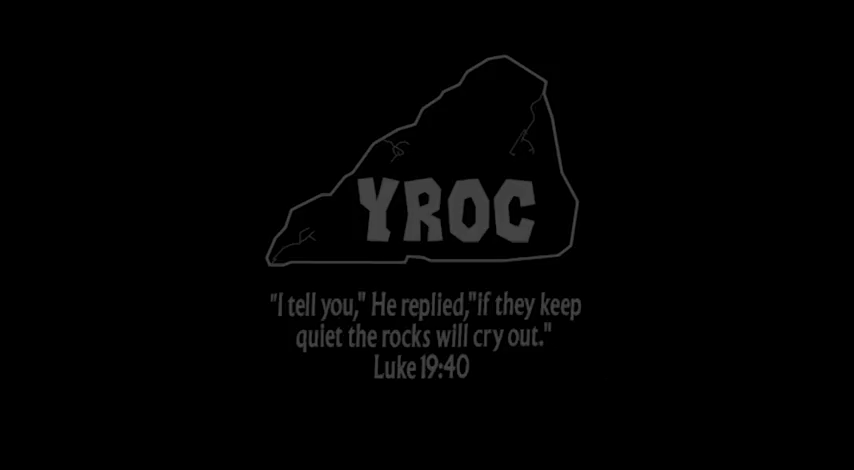 YROC
"I tell you," He replied,"if they keep
quiet the rocks will cry out."
Luke 19:40